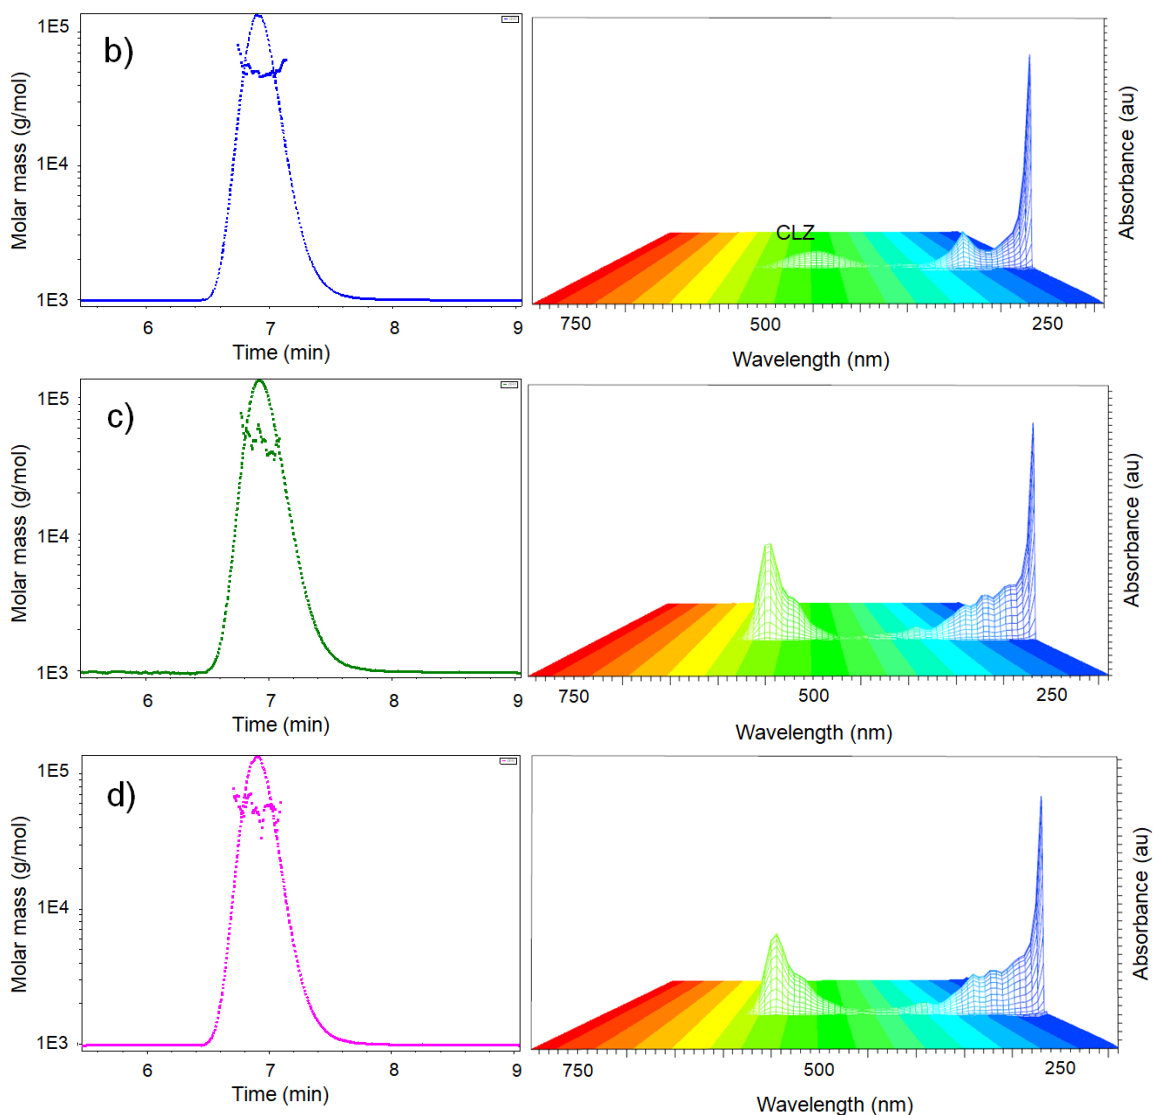 b)
Molar mass (g/mol)
1E5
1E4
1E3
6 7 8 9
Time (min)
CLZ
Absorbance (au)
750 500 250
Wavelength (nm)
c)
Molar mass (g/mol)
1E5
1E4
1E3
6 7 8 9
Time (min)
Absorbance (au)
750 500 250
Wavelength (nm)
d)
Molar mass (g/mol)
1E5
1E4
1E3
6 7 8 9
Time (min)
Absorbance (au)
750 500 250
Wavelength (nm)